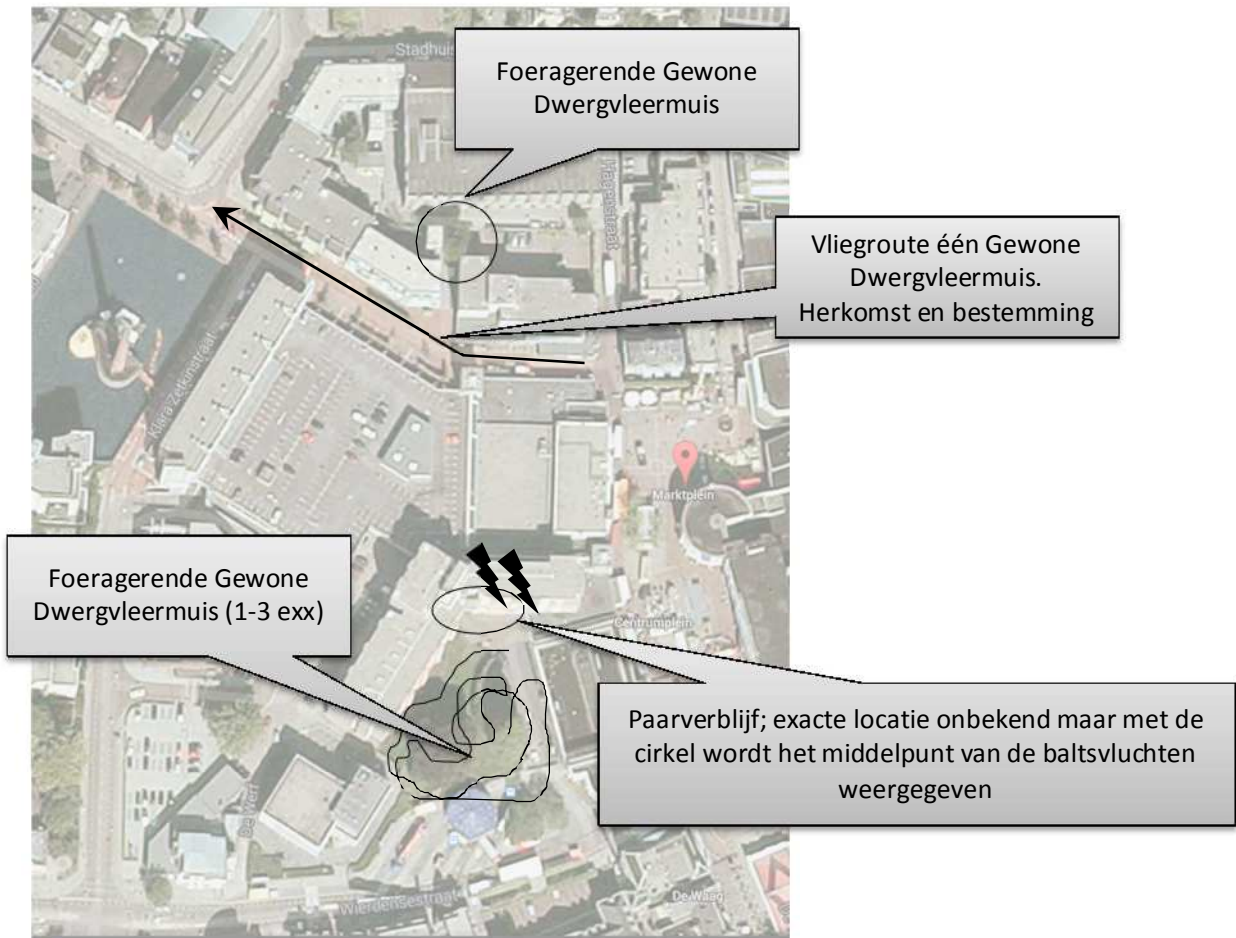 Stadhuis
Foeragerende Gewone
Dwergvleermuis
Hagenstraat
Vliegroute één Gewone
Dwergvleermuis.
Herkomst en bestemming
Klara Zetkinstraat
Marktplein
Foeragerende Gewone
Dwergvleermuis (1-3 exx)
Centrumplein
Paarverblijf; exacte locatie onbekend maar met de
cirkel wordt het middelpunt van de baltsvluchten
weergegeven
De Werf
De Waag
Wierdensestraat